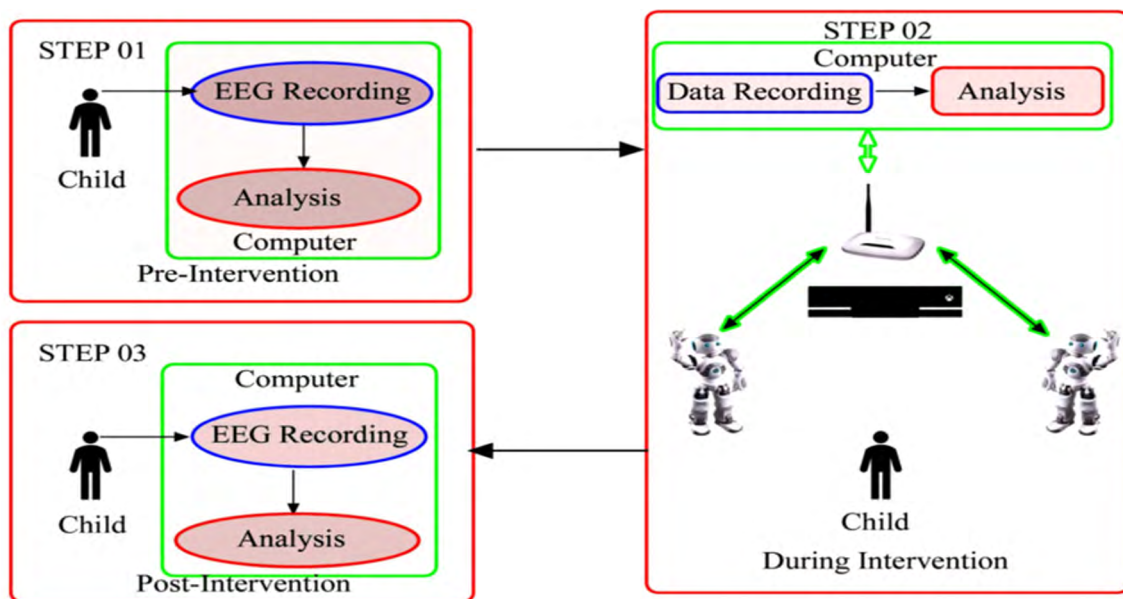 STEP 01
EEG Recording
Child
Analysis
Computer
Pre-Intervention
STEP 02
Computer
Data Recording
Analysis
Child
During Intervention
STEP 03
Computer
EEG Recording
Child
Analysis
Post-Intervention